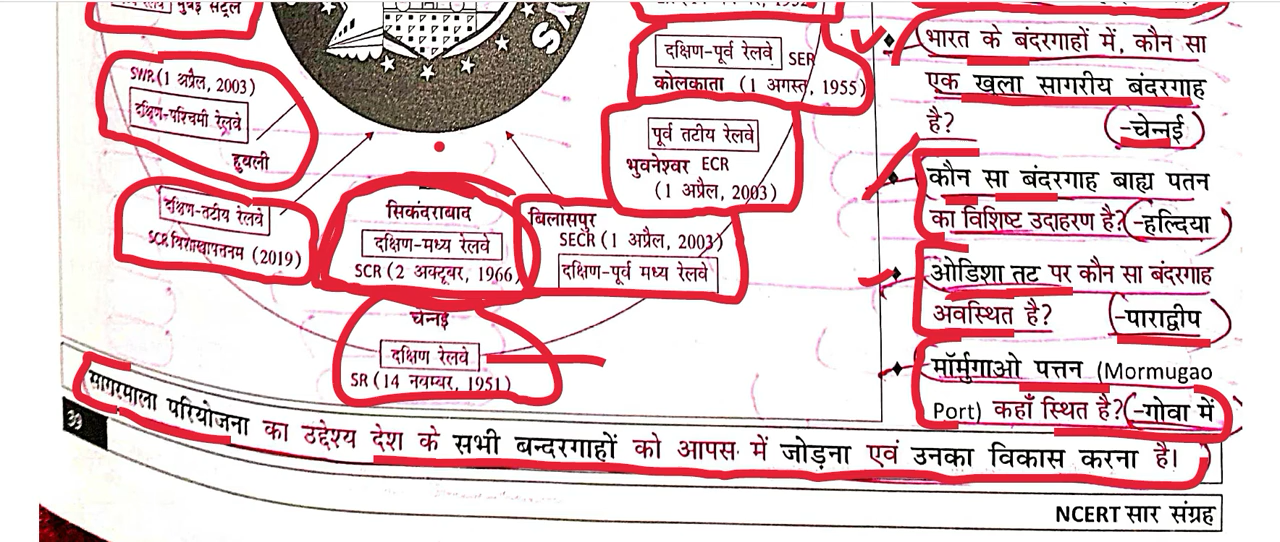 मुंबई सेंट्रल
SYS
SWR (1 अप्रैल, 2003)
दक्षिण-पश्चिमी रेलवे
हुबली
दक्षिण-तटीय रेलवे
SCR विशाखापतनम (2019)
सिकंदराबाद
दक्षिण-मध्य रेलवे
SCR (2 अक्टूबर, 1966)
चेन्नई
दक्षिण रेलवे
SR (14 नवम्बर, 1951)
बिलासपुर
SECR (1 अप्रैल, 2003)
दक्षिण-पूर्व मध्य रेलवे
दक्षिण-पूर्व रेलवे SER
कोलकाता (1 अगस्त, 1955)
पूर्व तटीय रेलवे
भुवनेश्वर ECR
(1 अप्रैल, 2003)
भारत के बंदरगाहों में, कौन सा
एक खुला सागरीय बंदरगाह
है? -चेन्नई
कौन सा बंदरगाह बाह्य पतन
का विशिष्ट उदाहरण है? -हल्दिया
ओडिशा तट पर कौन सा बंदरगाह
अवस्थित है? -पाराद्वीप
मॉर्मुगाओ पत्तन (Mormugao
Port) कहाँ स्थित है? -गोवा में
सागरमाला परियोजना का उद्देश्य देश के सभी बन्दरगाहों को आपस में जोड़ना एवं उनका विकास करना है।
NCERT सार संग्रह